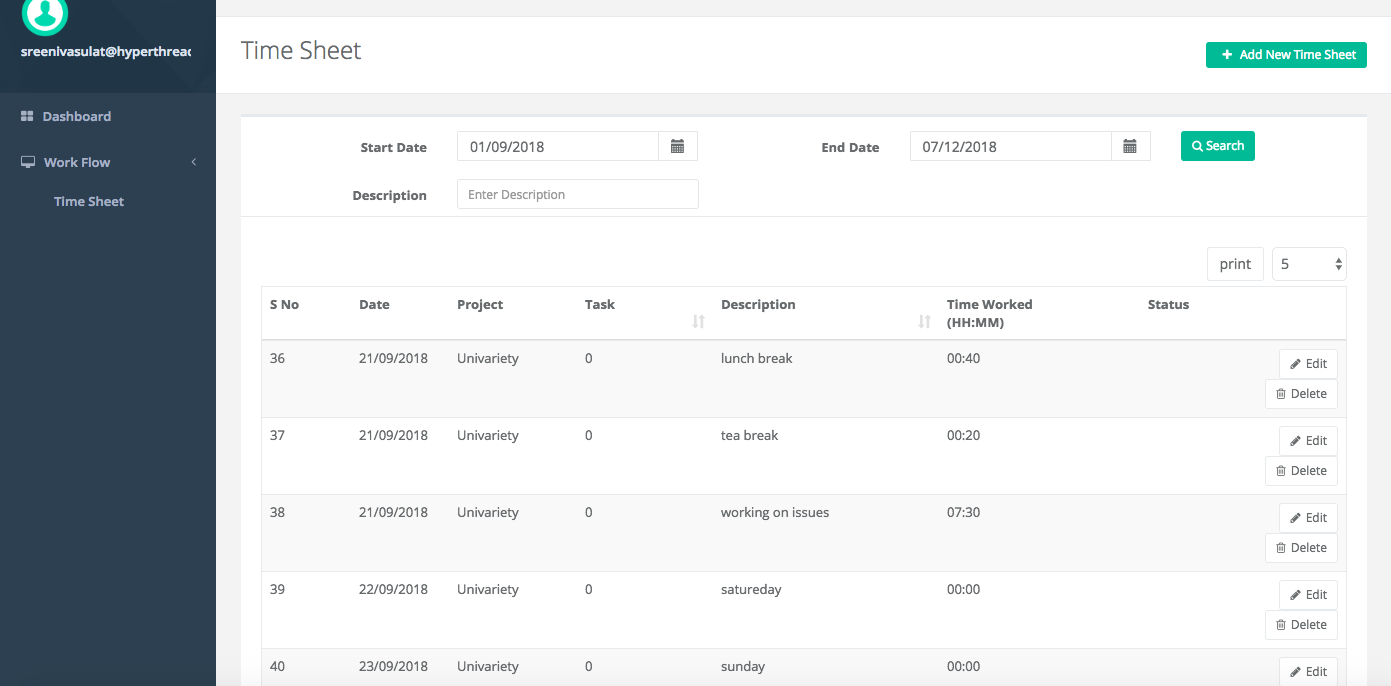 sreenivasulat@hyperthread
Time Sheet
+ Add New Time Sheet
Dashboard
Work Flow
Time Sheet
Start Date 01/09/2018 End Date 07/12/2018 Search
Description Enter Description
print 5
S No Date Project Task Description Time Worked (HH:MM) Status
36 21/09/2018 Univariety 0 lunch break 00:40 Edit
Delete
37 21/09/2018 Univariety 0 tea break 00:20 Edit
Delete
38 21/09/2018 Univariety 0 working on issues 07:30 Edit
Delete
39 22/09/2018 Univariety 0 satureday 00:00 Edit
Delete
40 23/09/2018 Univariety 0 sunday 00:00 Edit